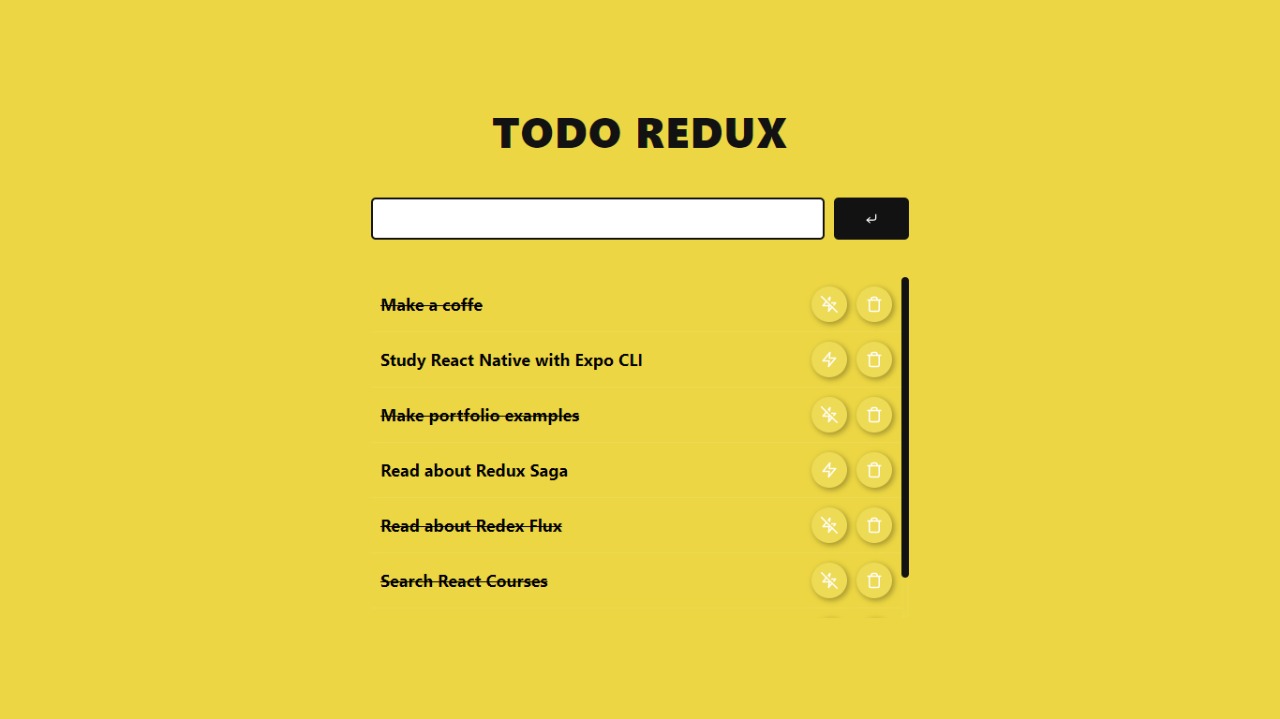 TODO REDUX
Make a coffe
Study React Native with Expo CLI
Make portfolio examples
Read about Redux Saga
Read about Redex Flux
Search React Courses